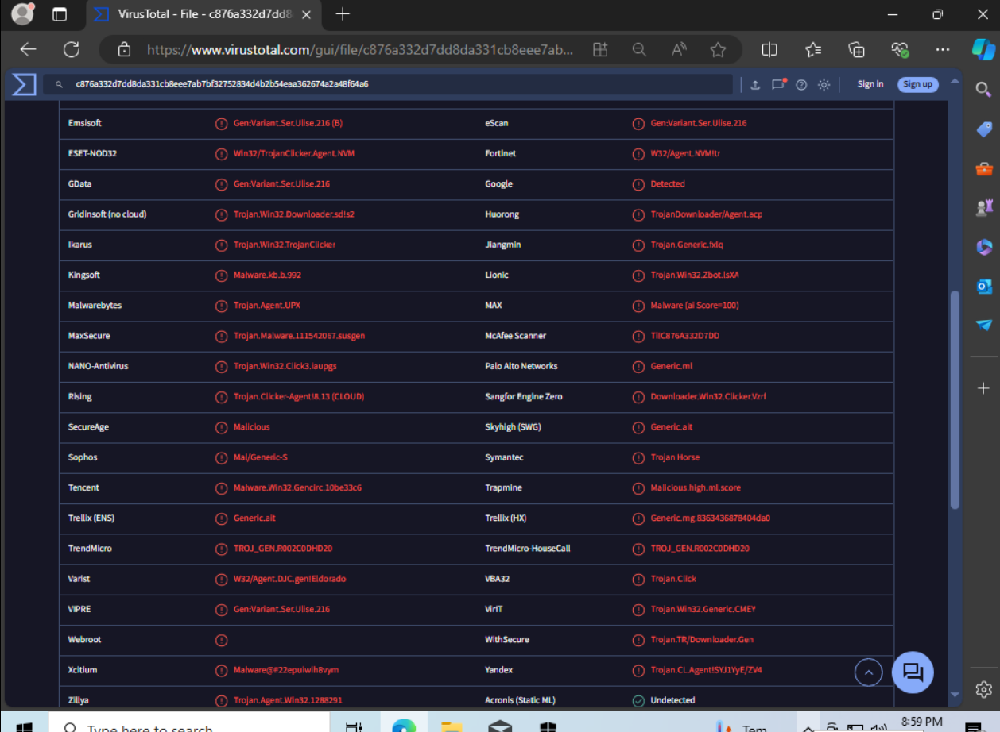 VirusTotal - File - c876a332d7dd8
https://www.virustotal.com/gui/file/c876a332d7dd8da331cb8eee7ab...
c876a332d7dd8da331cb8eee7ab7bf32752834d4b2b54eaa362674a2a48f64a6
Sign in
Sign up
Emsisoft Gen:Variant.Ser.Ulise.216 (B) eScan Gen:Variant.Ser.Ulise.216
ESET-NOD32 Win32/TrojanClicker.Agent.NVM Fortinet W32/Agent.NVM!tr
GData Gen:Variant.Ser.Ulise.216 Google Detected
Gridinsoft (no cloud) Trojan.Win32.Downloader.sd!s2 Huorong TrojanDownloader/Agent.acp
Ikarus Trojan.Win32.TrojanClicker Jiangmin Trojan.Generic.fxlq
Kingsoft Malware.kb.b.992 Lionic Trojan.Win32.Zbot.lsXA
Malwarebytes Trojan.Agent.UPX MAX Malware (ai Score=100)
MaxSecure Trojan.Malware.111542067.susgen McAfee Scanner Ti!C876A332D7DD
NANO-Antivirus Trojan.Win32.Click3.iaupgs Palo Alto Networks Generic.ml
Rising Trojan.Clicker-Agent!8.13 (CLOUD) Sangfor Engine Zero Downloader.Win32.Clicker.Vzrf
SecureAge Malicious Skyhigh (SWG) Generic.ait
Sophos Mal/Generic-S Symantec Trojan Horse
Tencent Malware.Win32.Gencirc.10be33c6 Trapmine Malicious.high.ml.score
Trellix (ENS) Generic.ait Trellix (HX) Generic.mg.8363436878404da0
TrendMicro TROJ_GEN.R002C0DHD20 TrendMicro-HouseCall TROJ_GEN.R002C0DHD20
Varist W32/Agent.DJC.gen!Eldorado VBA32 Trojan.Click
VIPRE Gen:Variant.Ser.Ulise.216 VirIT Trojan.Win32.Generic.CMEY
Webroot WithSecure Trojan.TR/Downloader.Gen
Xcitium Malware@#22epuiwih8vym Yandex Trojan.CL.Agent!SYJ1YyE/ZV4
Zillya Trojan.Agent.Win32.1288291 Acronis (Static ML) Undetected
Type here to search
Tem
8:59 PM